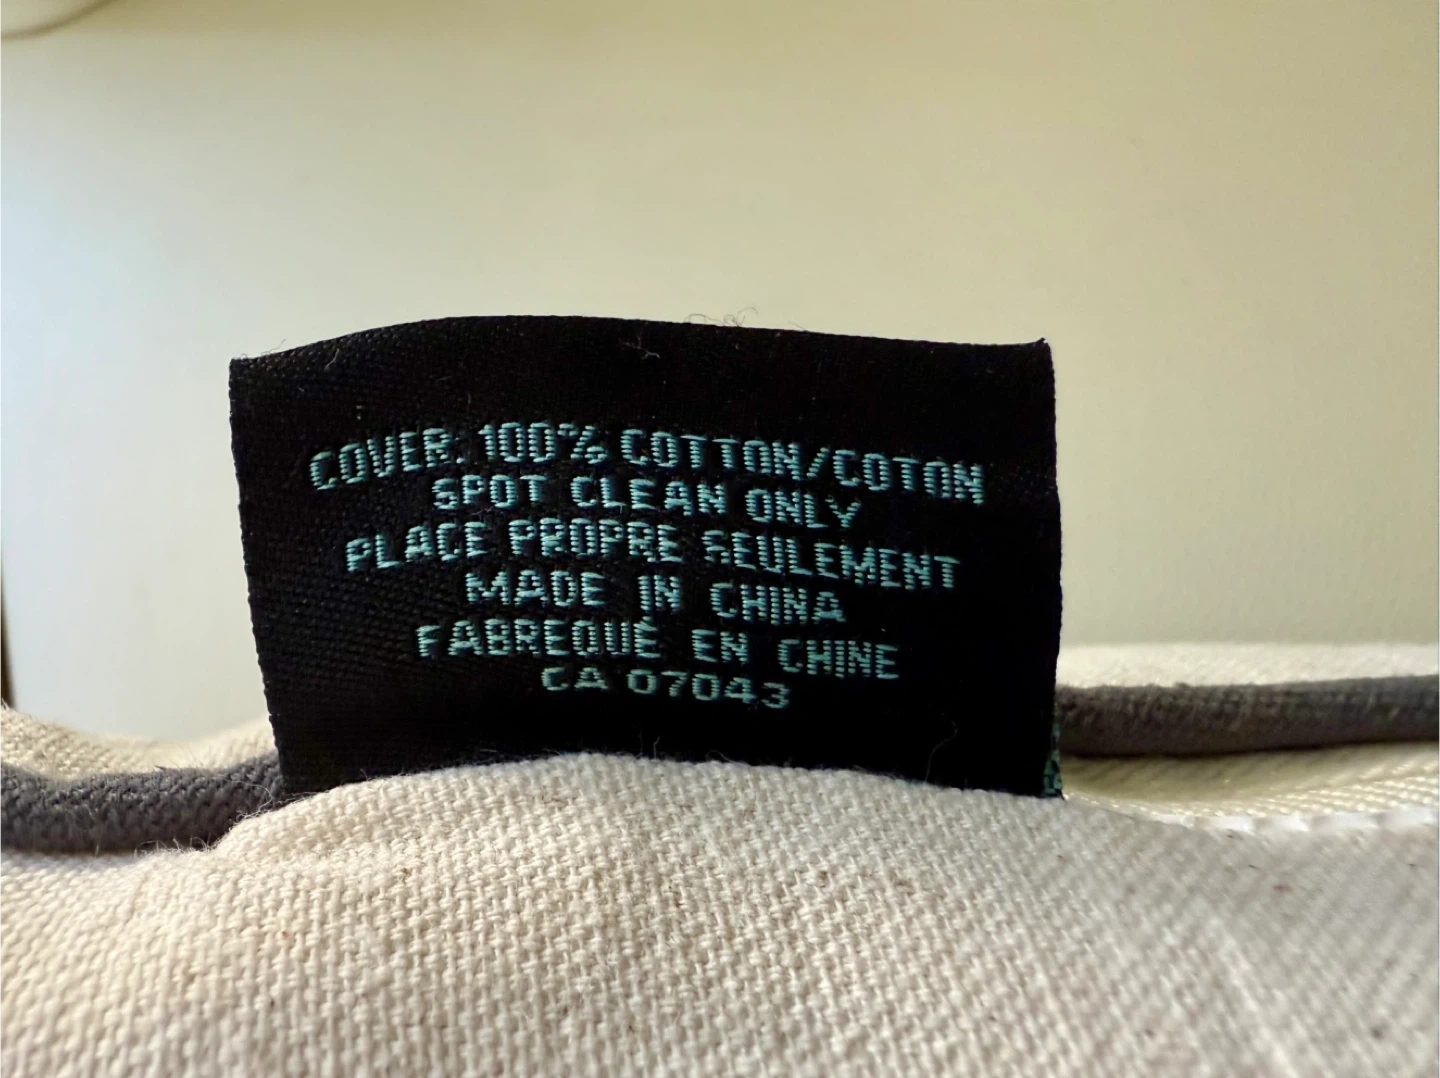 COVER: 100% COTTON/COTON
SPOT CLEAN ONLY
PLACE PROPRE SEULEMENT
MADE IN CHINA
FABREQUÉ EN CHINE
CA 07043